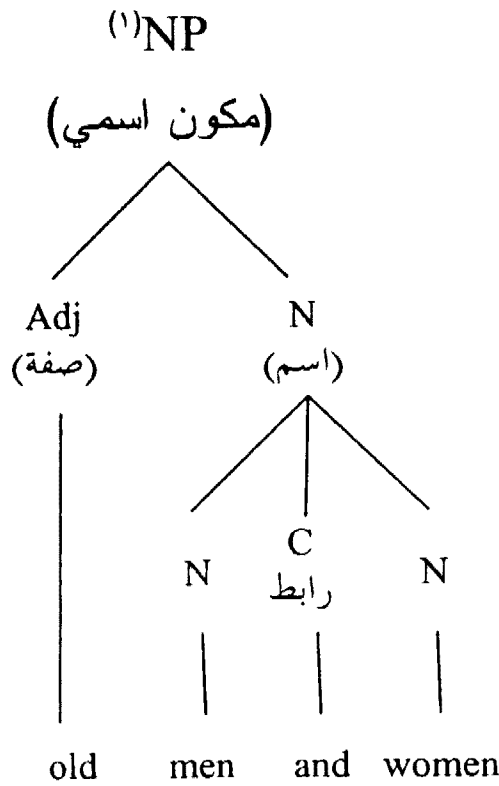 (١)NP
(مكون اسمي)
Adj N
(صفة) (اسم)
N C N
رابط
old men and women